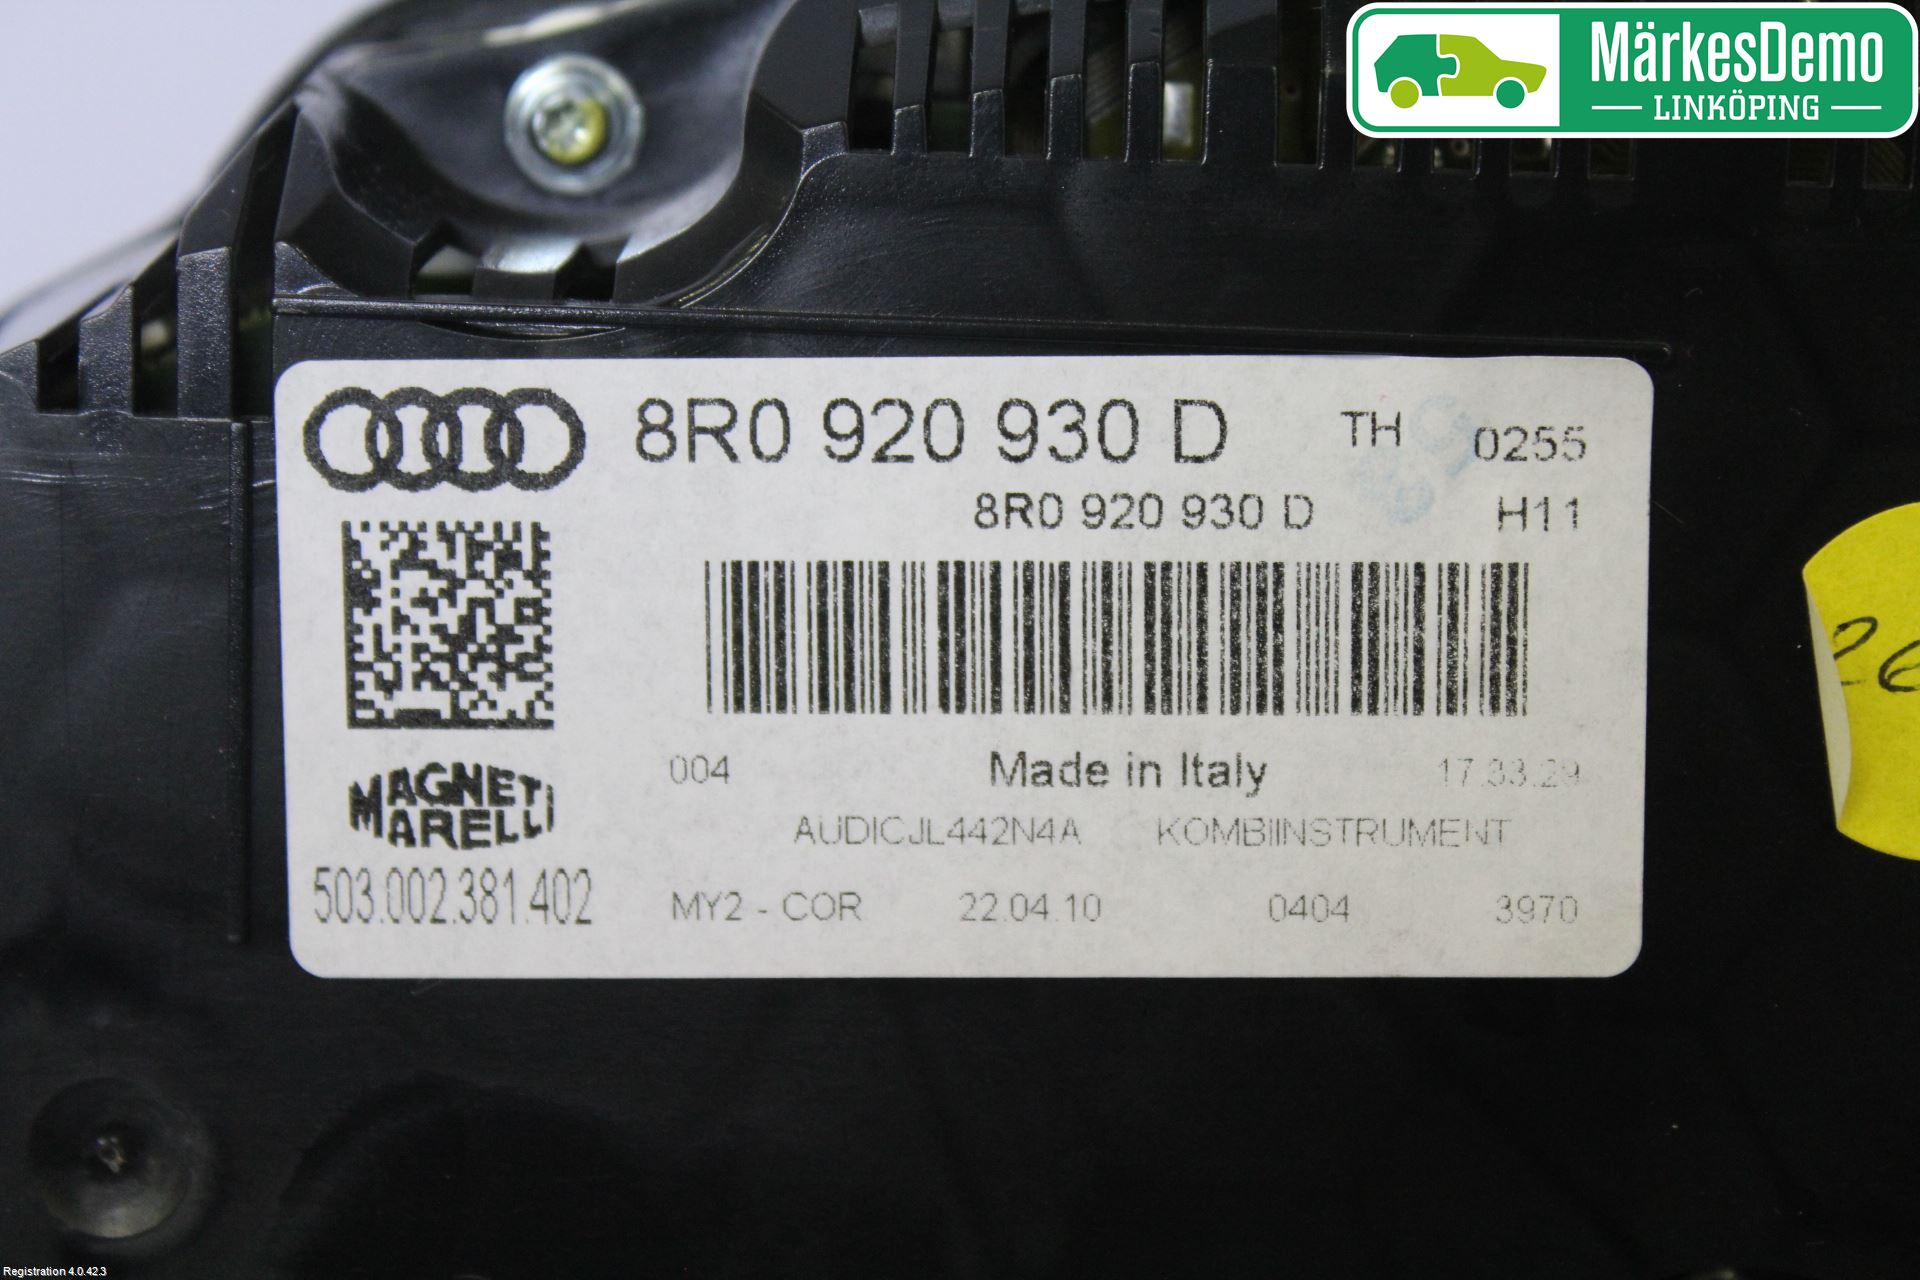 MärkesDemo
LINKÖPING
8R0 920 930 D TH 0255
8R0 920 930 D H11
004 Made in Italy 17.33.29
MAGNETI
MARELLI
AUDICJL442N4A KOMBIINSTRUMENT
503.002.381.402 MY2 - COR 22.04.10 0404 3970
Registration 4.0.42.3